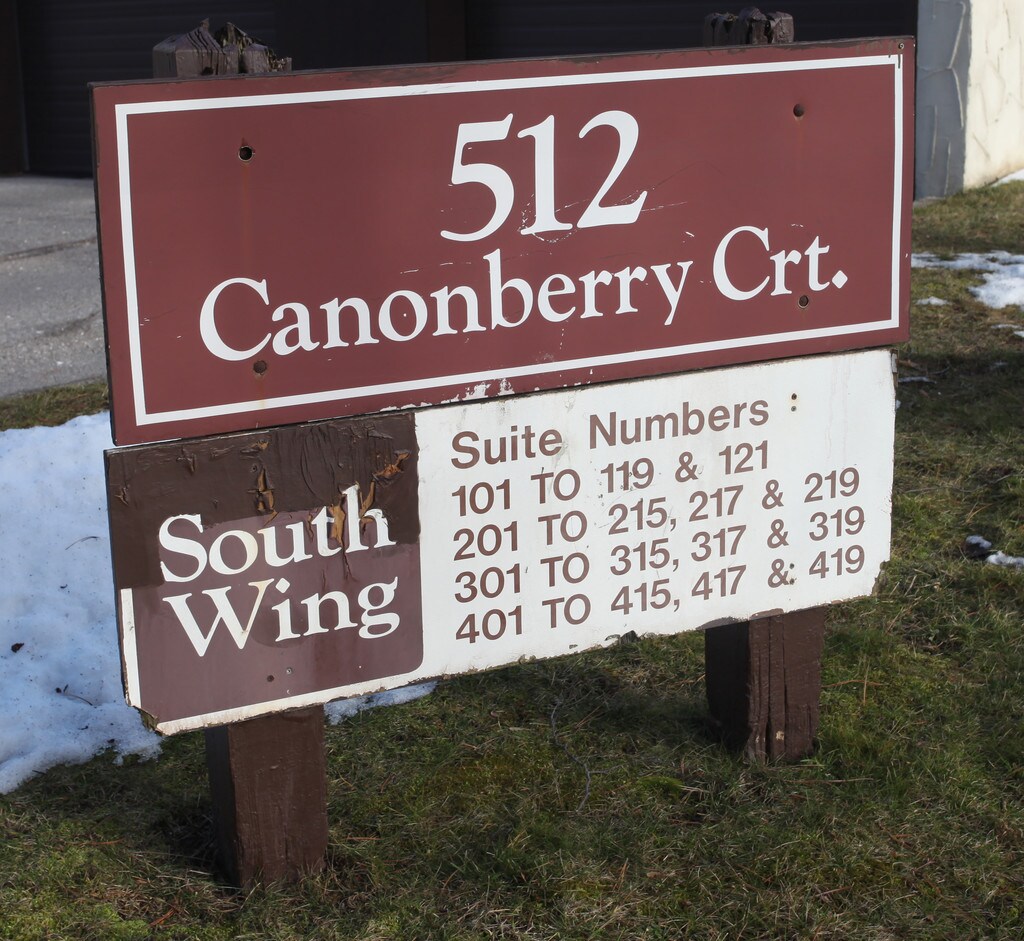 512
Canonberry Crt.
South
Wing
Suite Numbers
101 TO 119 & 121
201 TO 215, 217 & 219
301 TO 315, 317 & 319
401 TO 415, 417 & 419